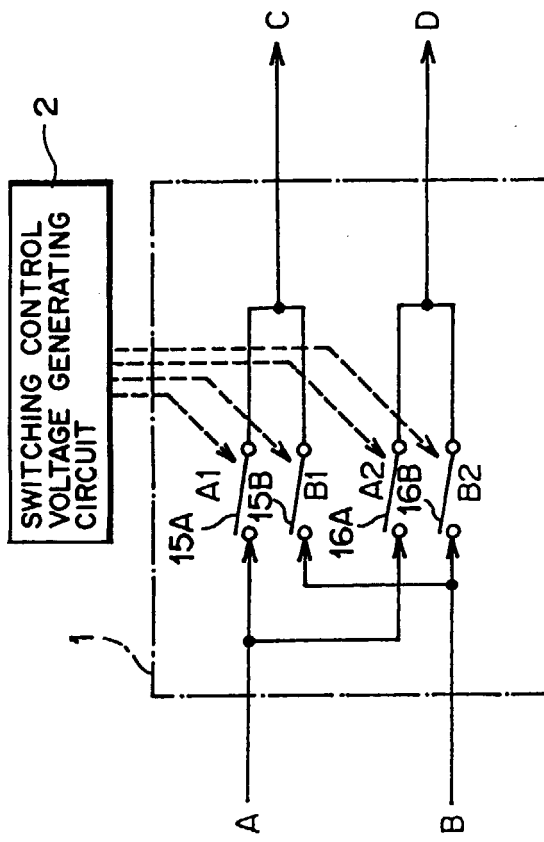 SWITCHING CONTROL
VOLTAGE GENERATING
CIRCUIT
2
1
A
15A
A1
15B
B1
C
16A
A2
16B
B2
D
B